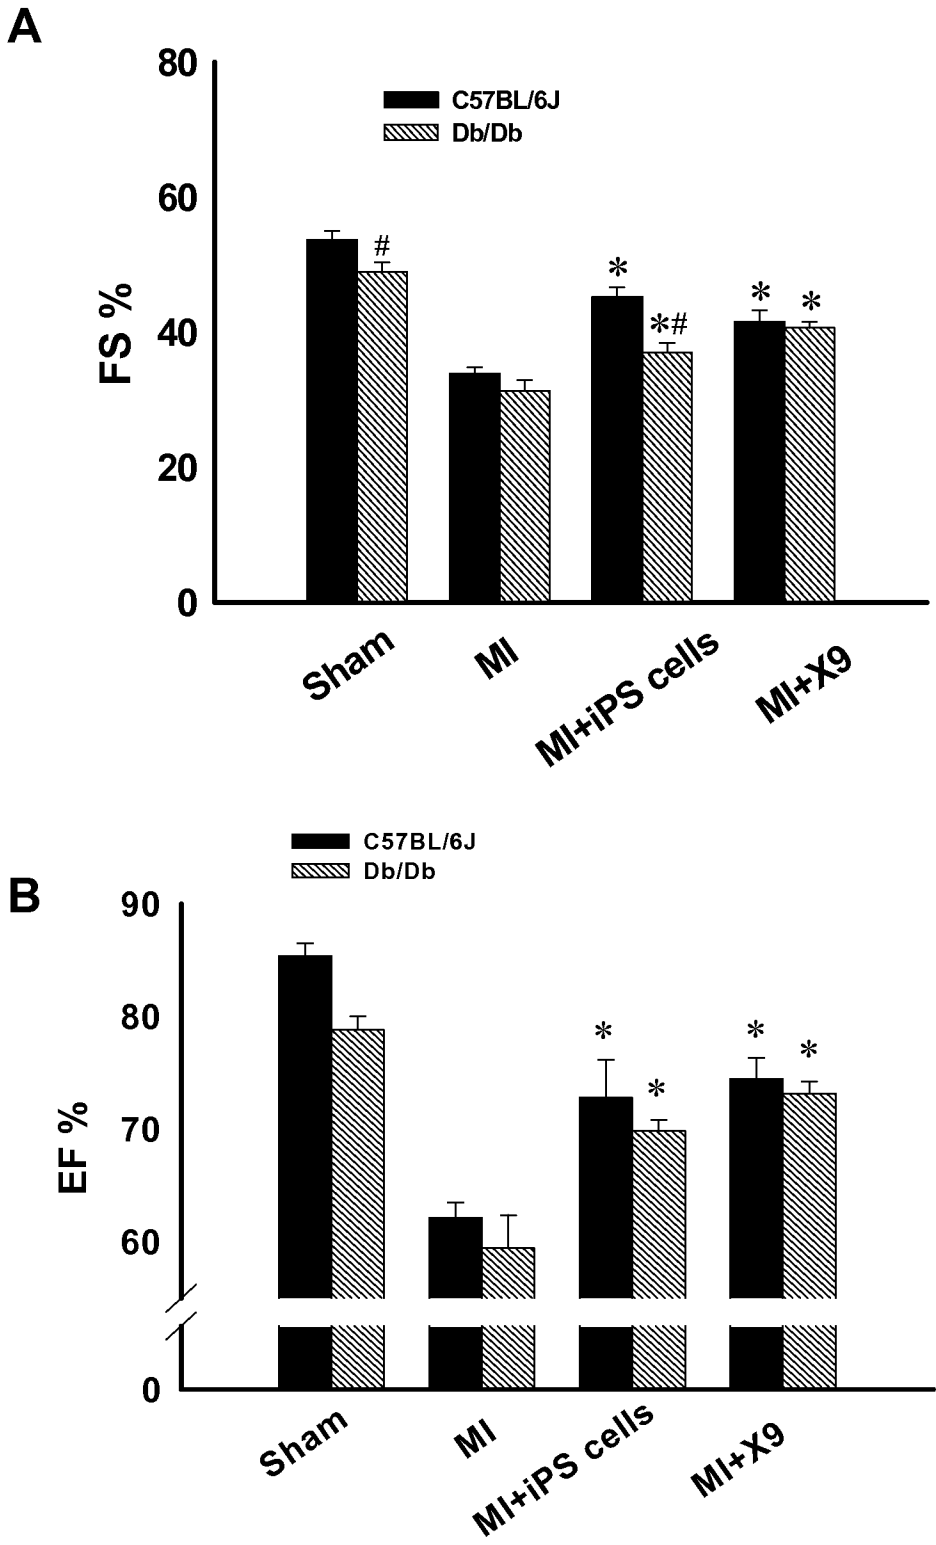 A
80
C57BL/6J
Db/Db
60
#
*
*
*
*#
FS %
40
20
0
Sham
MI
MI+iPS cells
MI+X9
C57BL/6J
Db/Db
B
90
80
*
*
*
*
EF %
70
60
0
Sham
MI
MI+iPS cells
MI+X9